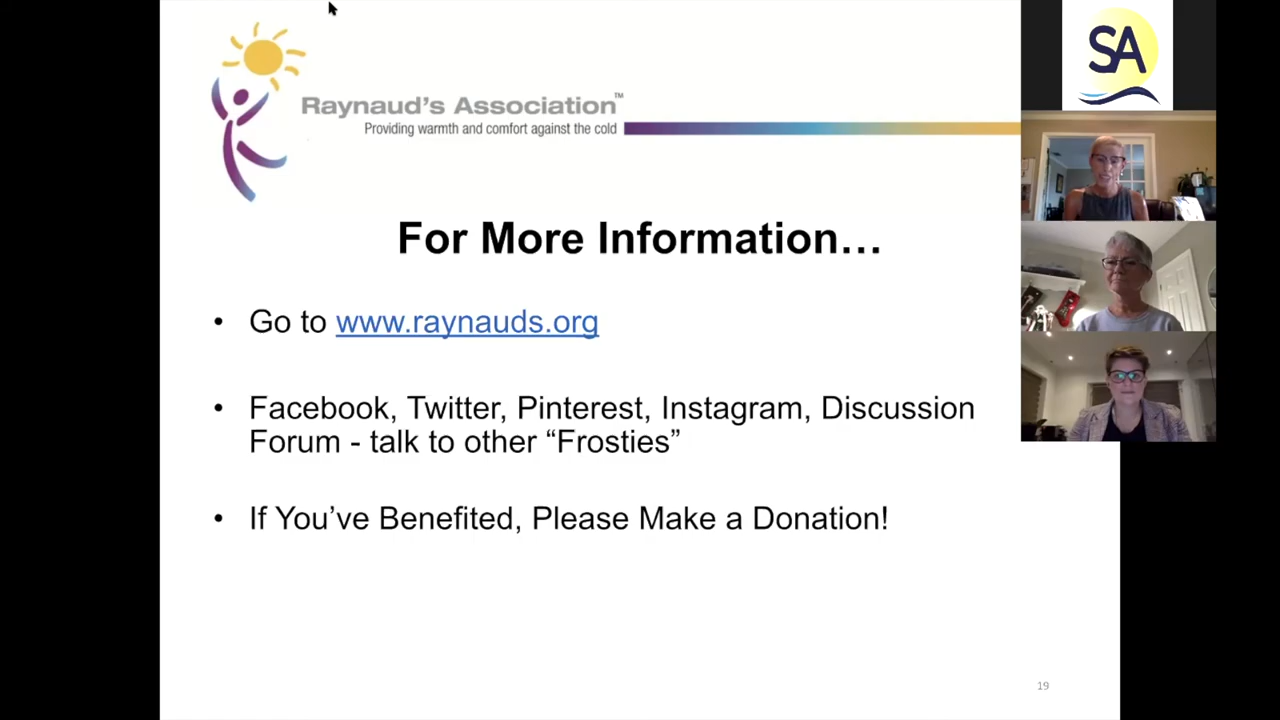 SA
Raynaud's Association™
Providing warmth and comfort against the cold
For More Information…
• Go to www.raynauds.org
• Facebook, Twitter, Pinterest, Instagram, Discussion
Forum - talk to other “Frosties”
• If You’ve Benefited, Please Make a Donation!
19